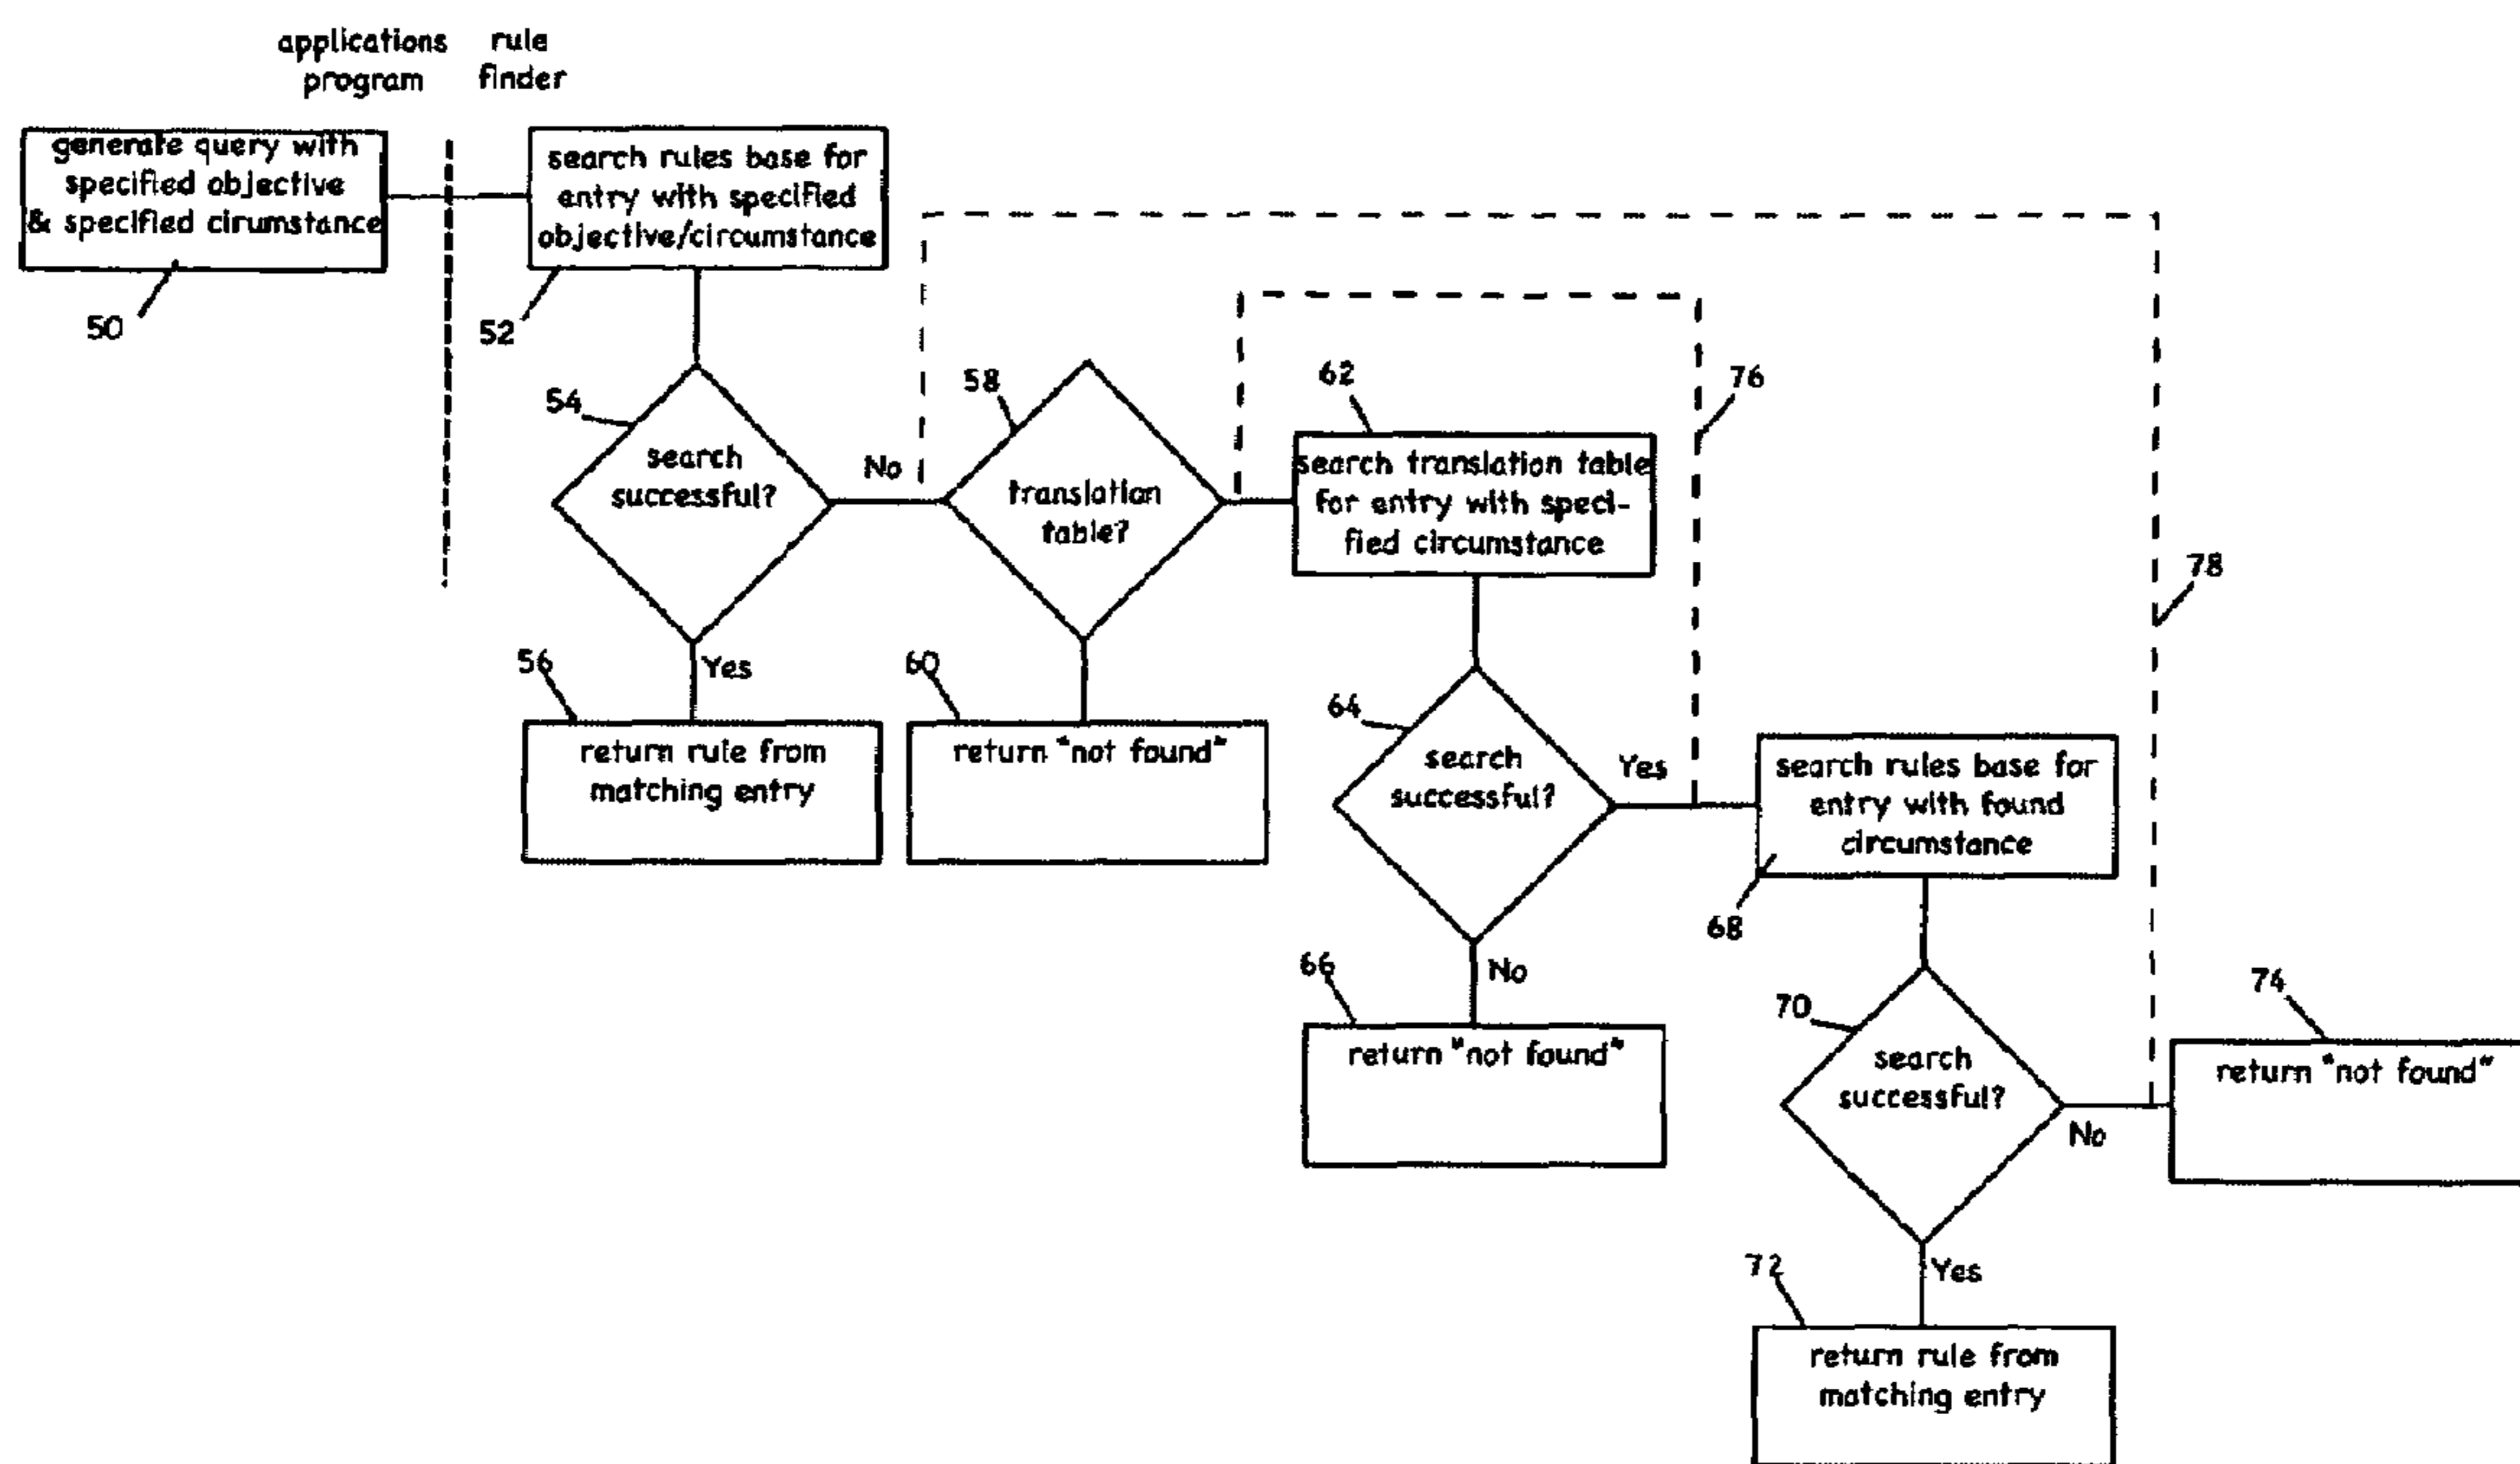 applications rule
program finder
generate query with
specified objective
& specified cirumstance
50
search rules base for
entry with specified
objective/circumstance
52
54
search
successful?
No
Yes
56
return rule from
matching entry
58
translation
table?
60
return "not found"
62
search translation table
for entry with speci-
fied circumstance
76
78
64
search
successful?
Yes
No
66
return "not found"
search rules base for
entry with found
circumstance
68
70
search
successful?
No
74
return "not found"
Yes
72
return rule from
matching entry